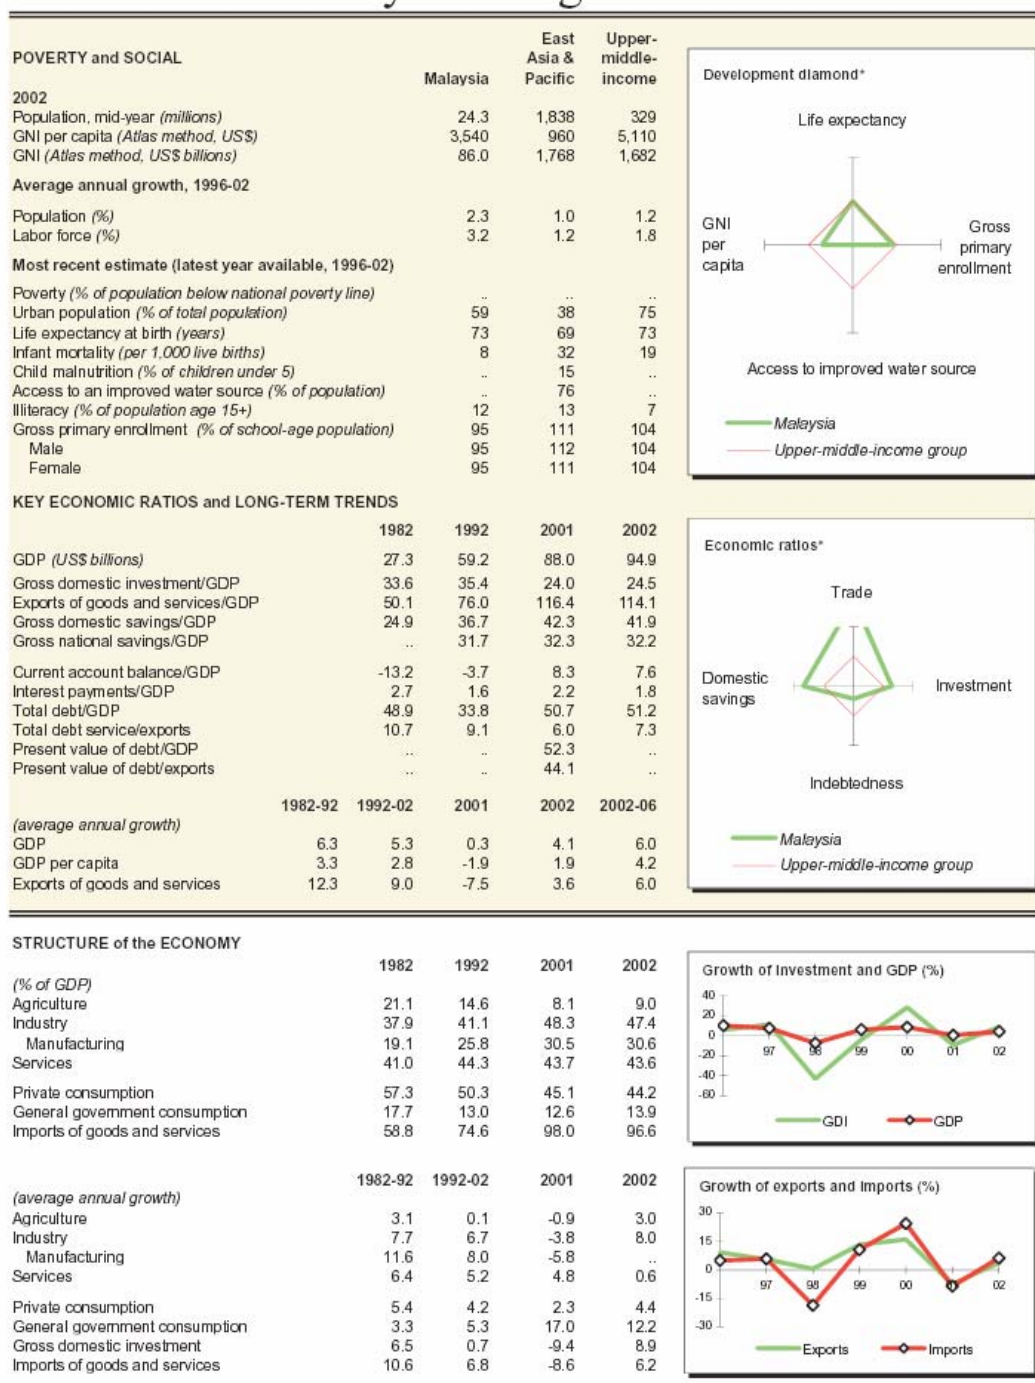 POVERTY and SOCIAL
Malaysia
East Asia & Pacific
Upper-middle-income
2002
Population, mid-year (millions) 24.3 1,838 329
GNI per capita (Atlas method, US$) 3,540 960 5,110
GNI (Atlas method, US$ billions) 86.0 1,768 1,682
Average annual growth, 1996-02
Population (%) 2.3 1.0 1.2
Labor force (%) 3.2 1.2 1.8
Most recent estimate (latest year available, 1996-02)
Poverty (% of population below national poverty line) .. .. ..
Urban population (% of total population) 59 38 75
Life expectancy at birth (years) 73 69 73
Infant mortality (per 1,000 live births) 8 32 19
Child malnutrition (% of children under 5) .. 15 ..
Access to an improved water source (% of population) .. 76 ..
Illiteracy (% of population age 15+) 12 13 7
Gross primary enrollment (% of school-age population) 95 111 104
Male 95 112 104
Female 95 111 104
Development diamond*
Life expectancy
GNI per capita
Gross primary enrollment
Access to improved water source
Malaysia
Upper-middle-income group
KEY ECONOMIC RATIOS and LONG-TERM TRENDS
1982 1992 2001 2002
GDP (US$ billions) 27.3 59.2 88.0 94.9
Gross domestic investment/GDP 33.6 35.4 24.0 24.5
Exports of goods and services/GDP 50.1 76.0 116.4 114.1
Gross domestic savings/GDP 24.9 36.7 42.3 41.9
Gross national savings/GDP .. 31.7 32.3 32.2
Current account balance/GDP -13.2 -3.7 8.3 7.6
Interest payments/GDP 2.7 1.6 2.2 1.8
Total debt/GDP 48.9 33.8 50.7 51.2
Total debt service/exports 10.7 9.1 6.0 7.3
Present value of debt/GDP .. .. 52.3 ..
Present value of debt/exports .. .. 44.1 ..
1982-92 1992-02 2001 2002 2002-06
(average annual growth)
GDP 6.3 5.3 0.3 4.1 6.0
GDP per capita 3.3 2.8 -1.9 1.9 4.2
Exports of goods and services 12.3 9.0 -7.5 3.6 6.0
Economic ratios*
Trade
Domestic savings
Investment
Indebtedness
Malaysia
Upper-middle-income group
STRUCTURE of the ECONOMY
1982 1992 2001 2002
(% of GDP)
Agriculture 21.1 14.6 8.1 9.0
Industry 37.9 41.1 48.3 47.4
Manufacturing 19.1 25.8 30.5 30.6
Services 41.0 44.3 43.7 43.6
Private consumption 57.3 50.3 45.1 44.2
General government consumption 17.7 13.0 12.6 13.9
Imports of goods and services 58.8 74.6 98.0 96.6
Growth of Investment and GDP (%)
40
20
0
-20
-40
-60
97 98 99 00 01 02
GDI GDP
1982-92 1992-02 2001 2002
(average annual growth)
Agriculture 3.1 0.1 -0.9 3.0
Industry 7.7 6.7 -3.8 8.0
Manufacturing 11.6 8.0 -5.8 ..
Services 6.4 5.2 4.8 0.6
Private consumption 5.4 4.2 2.3 4.4
General government consumption 3.3 5.3 17.0 12.2
Gross domestic investment 6.5 0.7 -9.4 8.9
Imports of goods and services 10.6 6.8 -8.6 6.2
Growth of exports and Imports (%)
30
15
0
-15
-30
97 98 99 00 01 02
Exports Imports